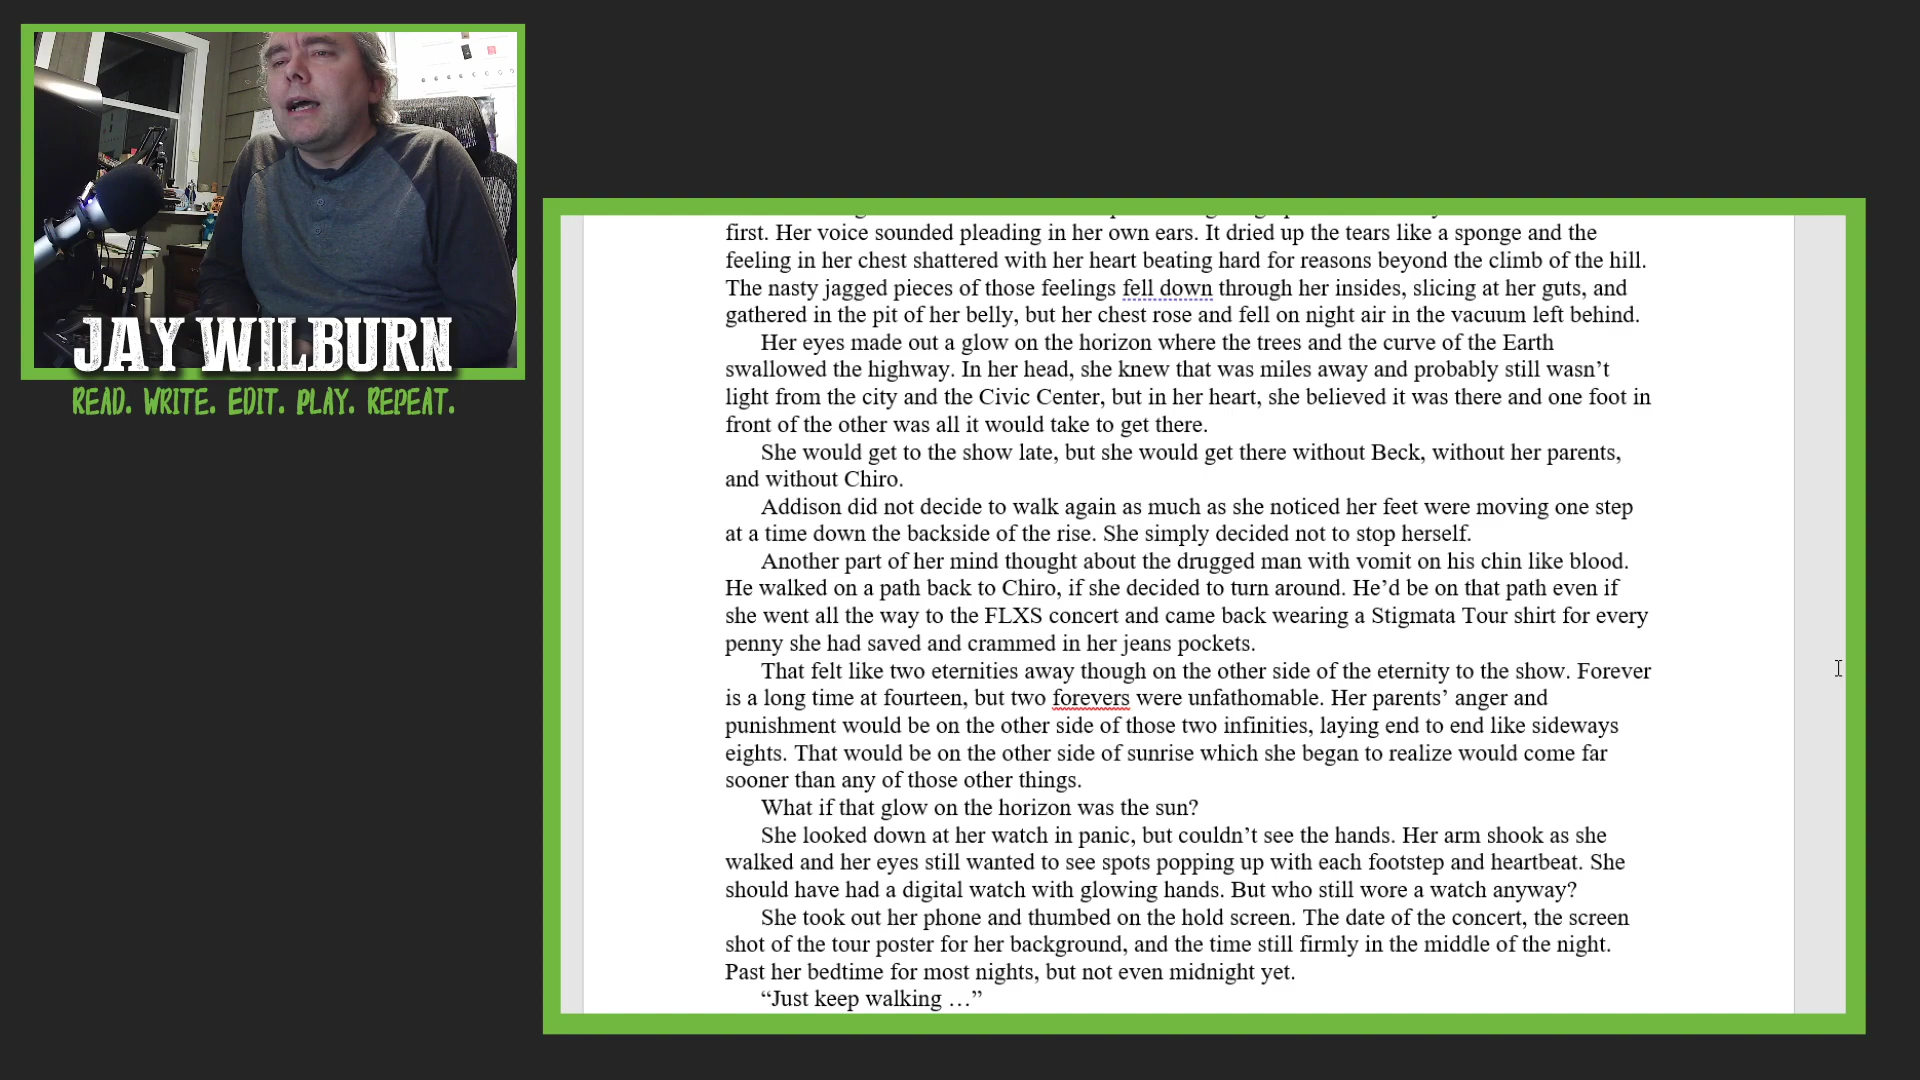 JAY WILBURN
READ. WRITE. EDIT. PLAY. REPEAT.
first. Her voice sounded pleading in her own ears. It dried up the tears like a sponge and the
feeling in her chest shattered with her heart beating hard for reasons beyond the climb of the hill.
The nasty jagged pieces of those feelings fell down through her insides, slicing at her guts, and
gathered in the pit of her belly, but her chest rose and fell on night air in the vacuum left behind.
Her eyes made out a glow on the horizon where the trees and the curve of the Earth
swallowed the highway. In her head, she knew that was miles away and probably still wasn’t
light from the city and the Civic Center, but in her heart, she believed it was there and one foot in
front of the other was all it would take to get there.
She would get to the show late, but she would get there without Beck, without her parents,
and without Chiro.
Addison did not decide to walk again as much as she noticed her feet were moving one step
at a time down the backside of the rise. She simply decided not to stop herself.
Another part of her mind thought about the drugged man with vomit on his chin like blood.
He walked on a path back to Chiro, if she decided to turn around. He’d be on that path even if
she went all the way to the FLXS concert and came back wearing a Stigmata Tour shirt for every
penny she had saved and crammed in her jeans pockets.
That felt like two eternities away though on the other side of the eternity to the show. Forever
is a long time at fourteen, but two forevers were unfathomable. Her parents’ anger and
punishment would be on the other side of those two infinities, laying end to end like sideways
eights. That would be on the other side of sunrise which she began to realize would come far
sooner than any of those other things.
What if that glow on the horizon was the sun?
She looked down at her watch in panic, but couldn’t see the hands. Her arm shook as she
walked and her eyes still wanted to see spots popping up with each footstep and heartbeat. She
should have had a digital watch with glowing hands. But who still wore a watch anyway?
She took out her phone and thumbed on the hold screen. The date of the concert, the screen
shot of the tour poster for her background, and the time still firmly in the middle of the night.
Past her bedtime for most nights, but not even midnight yet.
“Just keep walking …”